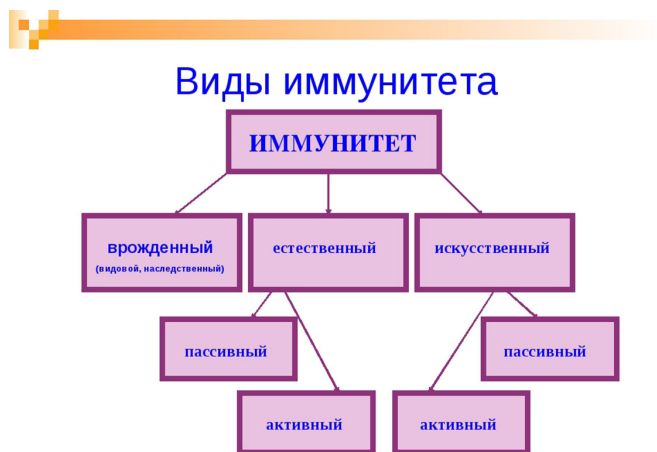 Виды иммунитета
ИММУНИТЕТ
врожденный
(видовой, наследственный)
естественный
искусственный
пассивный
пассивный
активный
активный